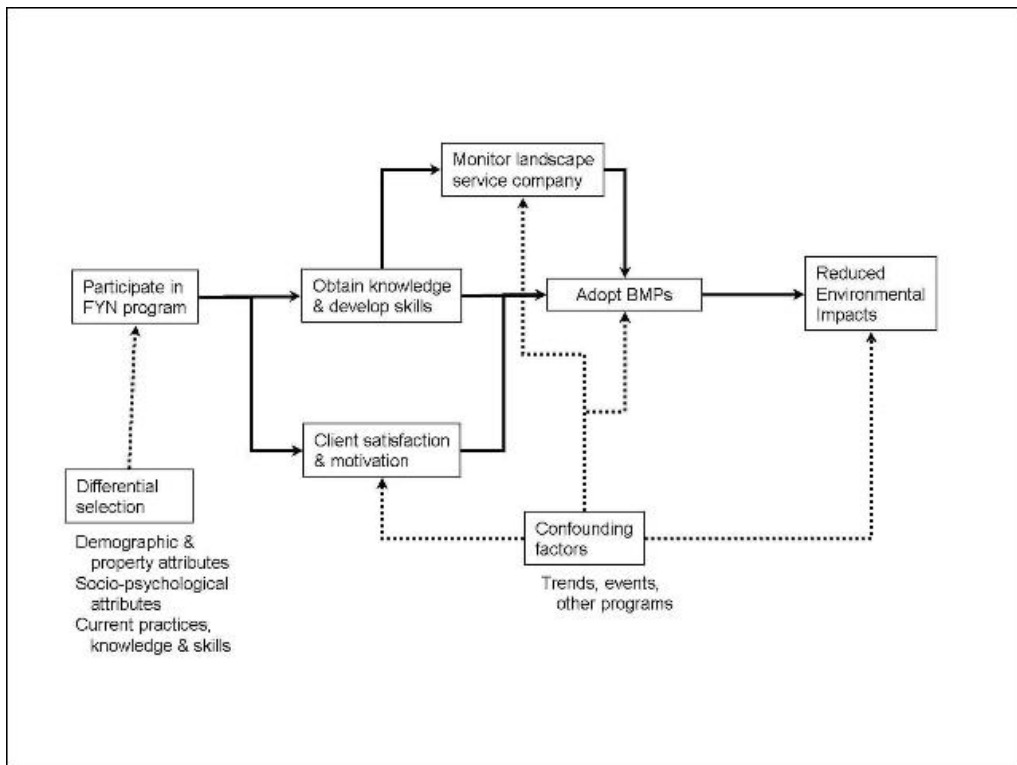 Monitor landscape
service company
Participate in
FYN program
Obtain knowledge
& develop skills
Adopt BMPs
Reduced
Environmental
Impacts
Client satisfaction
& motivation
Differential
selection
Demographic &
property attributes
Socio-psychological
attributes
Current practices,
knowledge & skills
Confounding
factors
Trends, events,
other programs